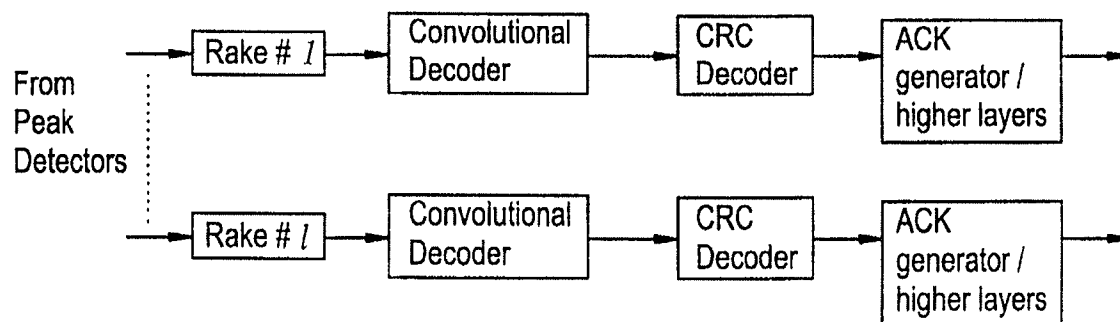 From
Peak
Detectors
Rake # 1
Convolutional
Decoder
CRC
Decoder
ACK
generator /
higher layers
Rake # l
Convolutional
Decoder
CRC
Decoder
ACK
generator /
higher layers